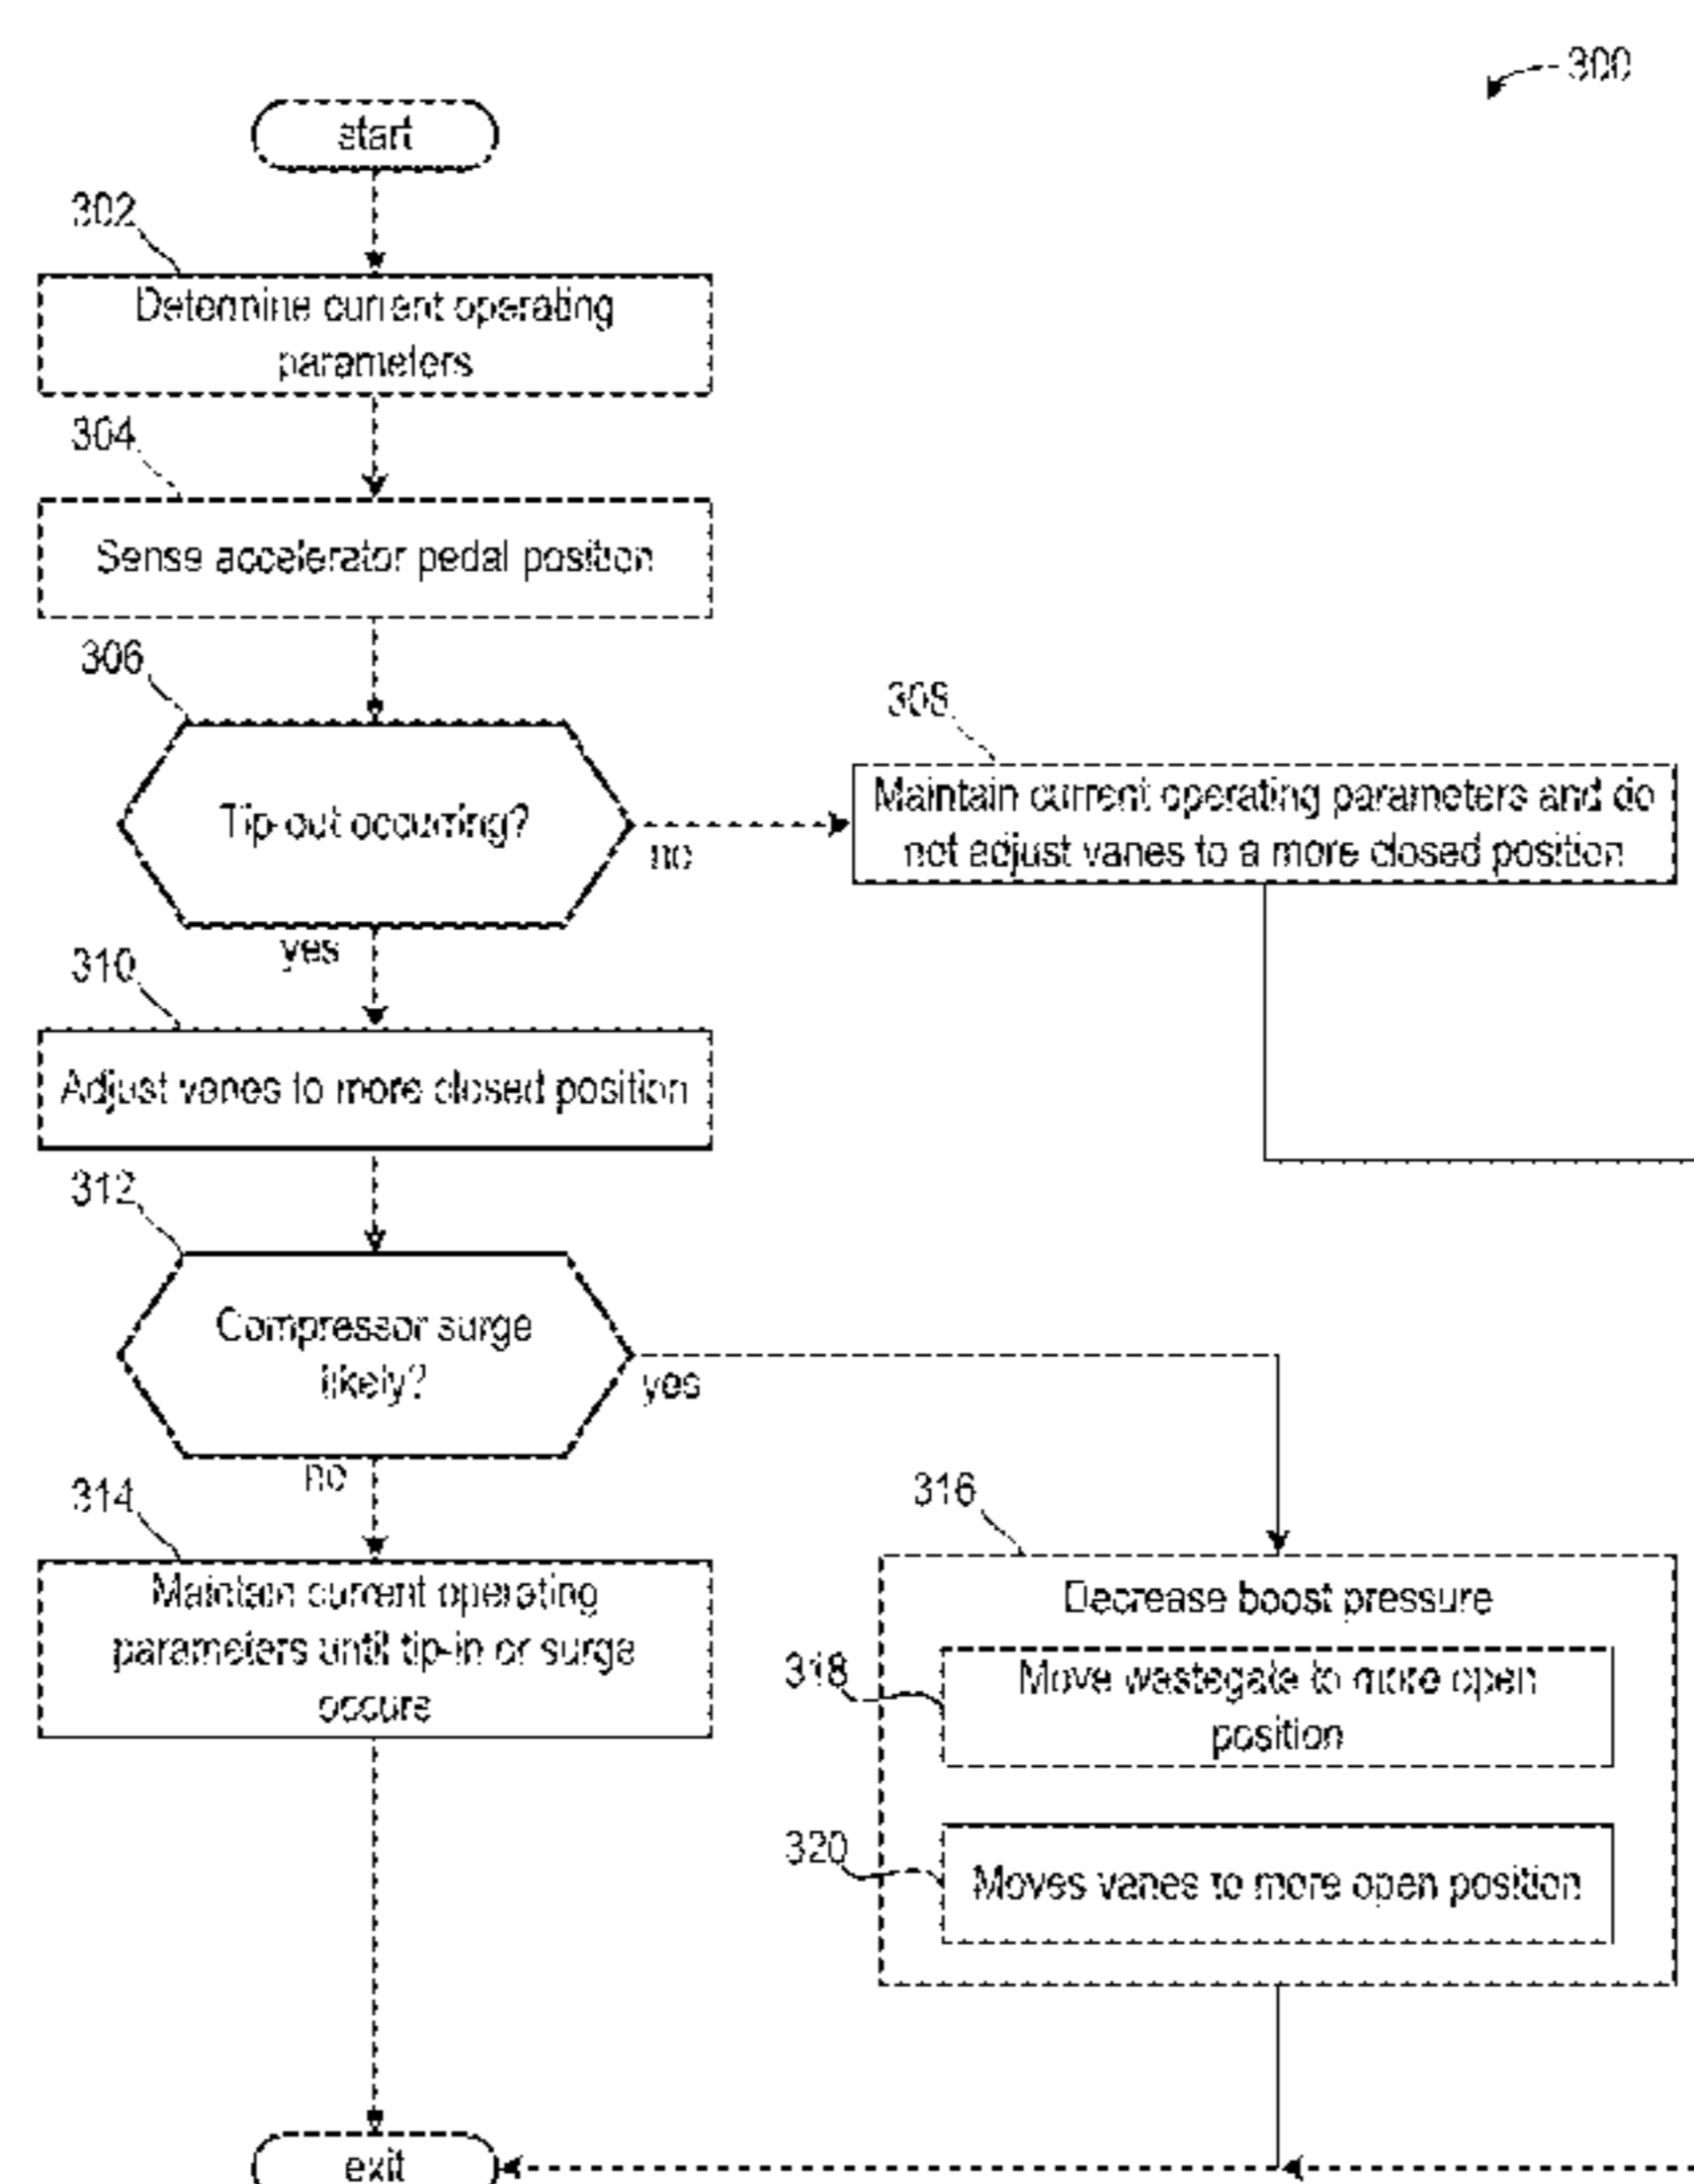 300
start
302
Determine current operating
parameters
304
Sense accelerator pedal position
306
Tip-out occurring?
no
308
Maintain current operating parameters and do
not adjust vanes to a more closed position
yes
310
Adjust vanes to more closed position
312
Compressor surge
likely?
yes
no
314
Maintain current operating
parameters until tip-in or surge
occurs
316
Decrease boost pressure
318
Move wastegate to more open
position
320
Moves vanes to more open position
exit